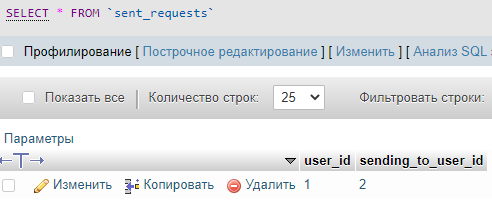 SELECT * FROM `sent_requests`
Профилирование [ Построчное редактирование ] [ Изменить ] [ Анализ SQL
Показать все Количество строк: 25 Фильтровать строки:
Параметры
←T→ user_id sending_to_user_id
Изменить Копировать Удалить 1 2